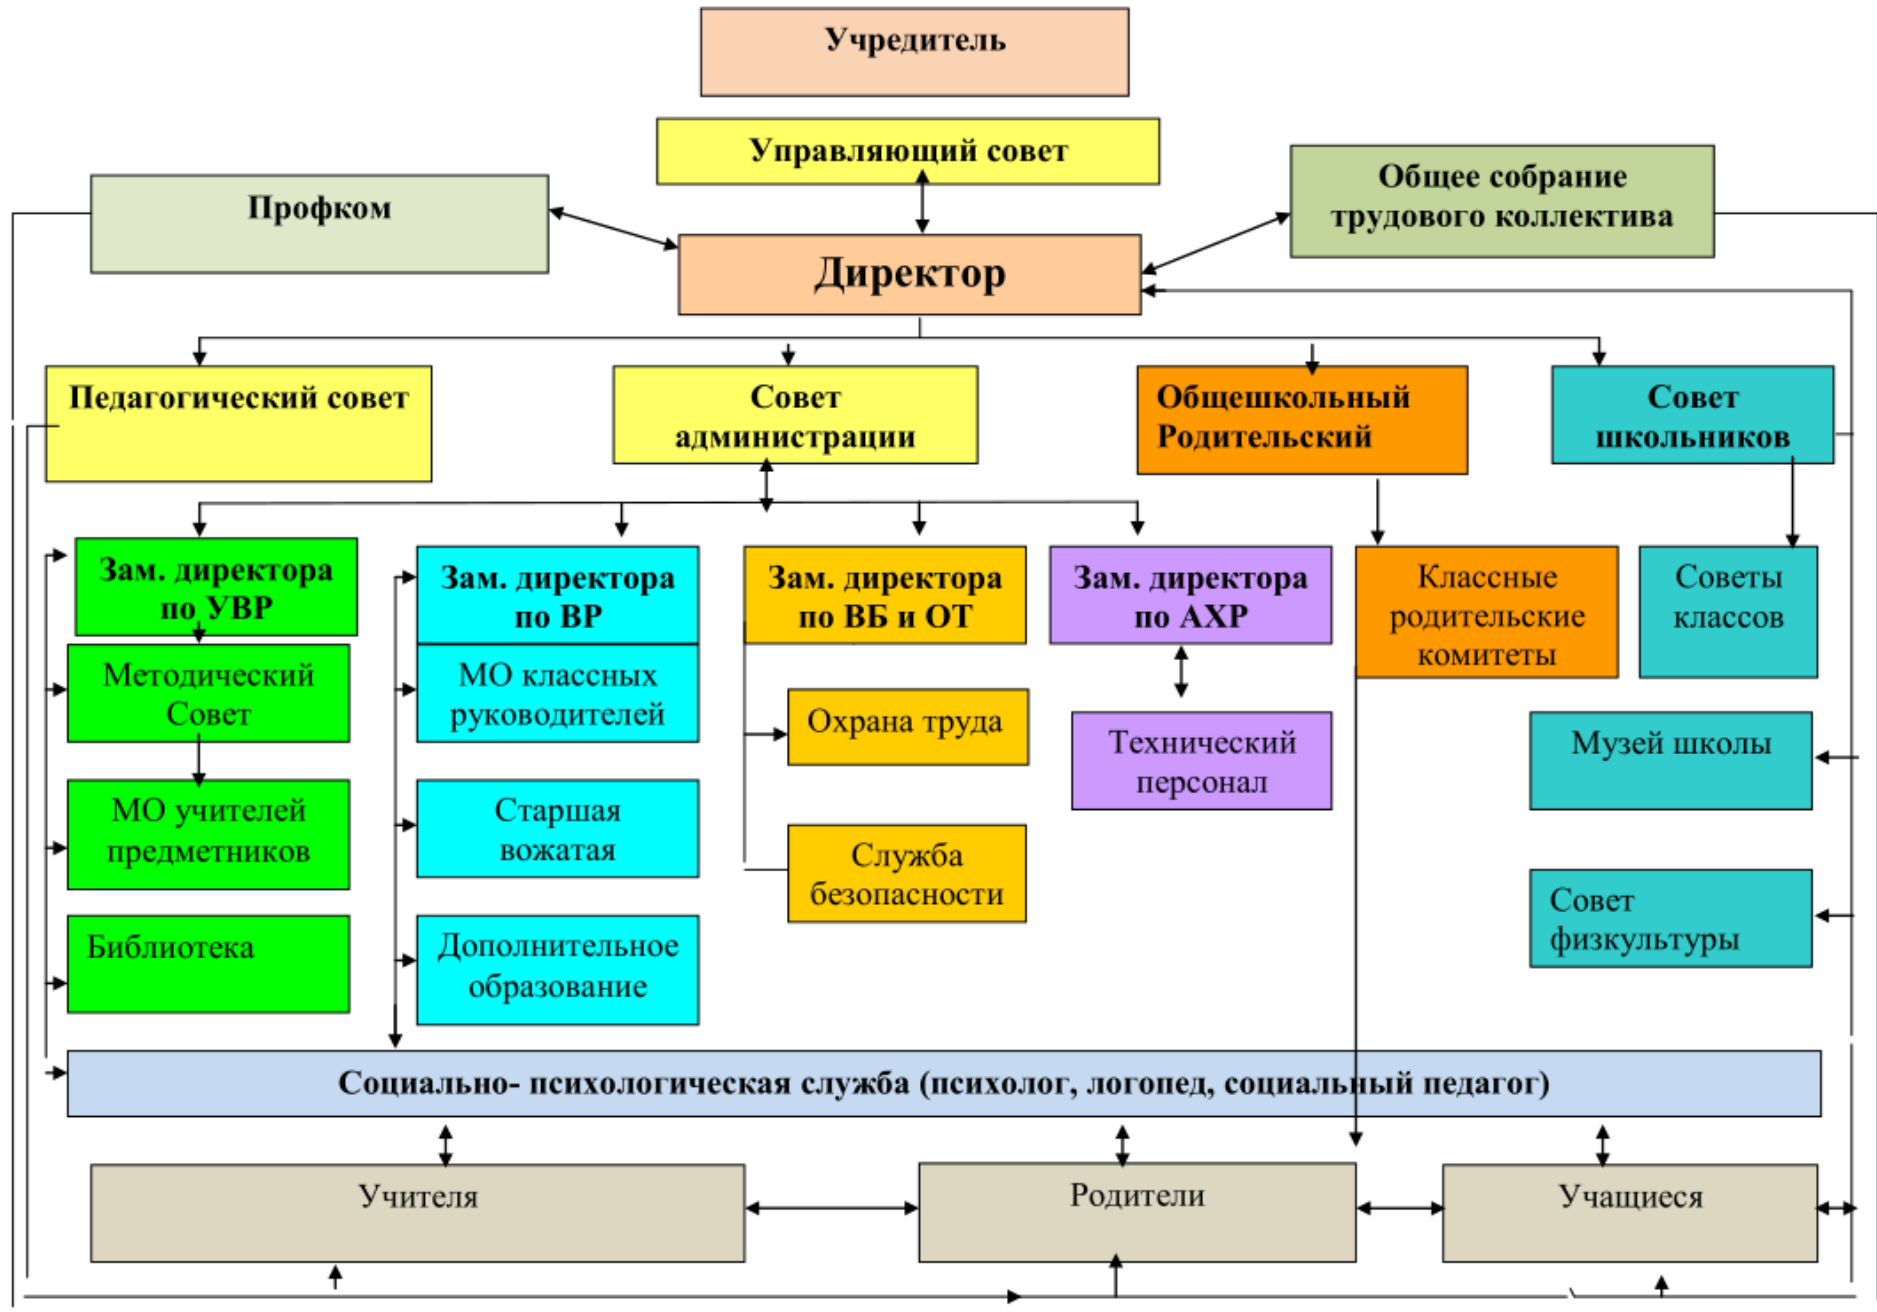 Учредитель
Управляющий совет
Общее собрание
трудового коллектива
Профком
Директор
Педагогический совет
Совет
администрации
Общешкольный
Родительский
Совет
школьников
Зам. директора
по УВР
Зам. директора
по ВР
Зам. директора
по ВБ и ОТ
Зам. директора
по АХР
Классные
родительские
комитеты
Советы
классов
Методический
Совет
МО классных
руководителей
Охрана труда
Технический
персонал
Музей школы
МО учителей
предметников
Старшая
вожатая
Служба
безопасности
Совет
физкультуры
Библиотека
Дополнительное
образование
Социально- психологическая служба (психолог, логопед, социальный педагог)
Учителя
Родители
Учащиеся